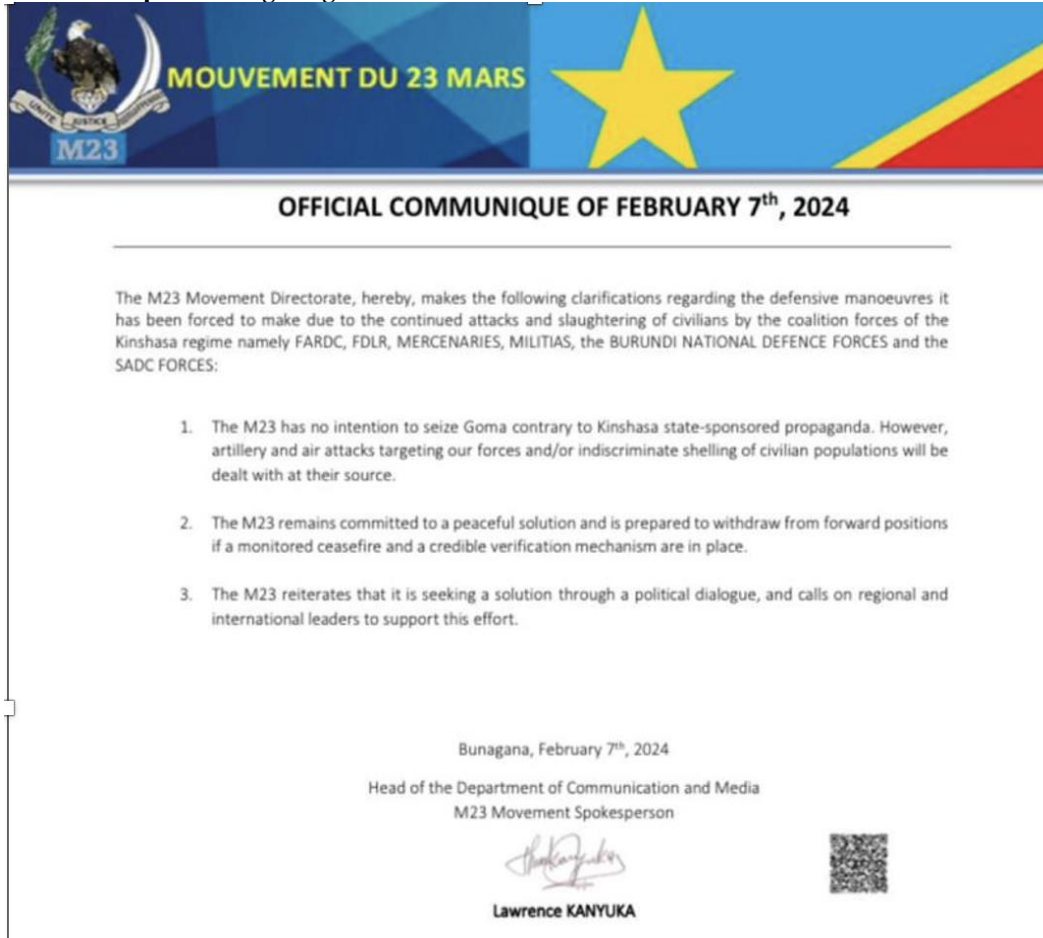 MOUVEMENT DU 23 MARS
UNITE JUSTICE
M23
OFFICIAL COMMUNIQUE OF FEBRUARY 7th, 2024
The M23 Movement Directorate, hereby, makes the following clarifications regarding the defensive manoeuvres it
has been forced to make due to the continued attacks and slaughtering of civilians by the coalition forces of the
Kinshasa regime namely FARDC, FDLR, MERCENARIES, MILITIAS, the BURUNDI NATIONAL DEFENCE FORCES and the
SADC FORCES:
1. The M23 has no intention to seize Goma contrary to Kinshasa state-sponsored propaganda. However,
artillery and air attacks targeting our forces and/or indiscriminate shelling of civilian populations will be
dealt with at their source.
2. The M23 remains committed to a peaceful solution and is prepared to withdraw from forward positions
if a monitored ceasefire and a credible verification mechanism are in place.
3. The M23 reiterates that it is seeking a solution through a political dialogue, and calls on regional and
international leaders to support this effort.
Bunagana, February 7th, 2024
Head of the Department of Communication and Media
M23 Movement Spokesperson
Lawrence KANYUKA